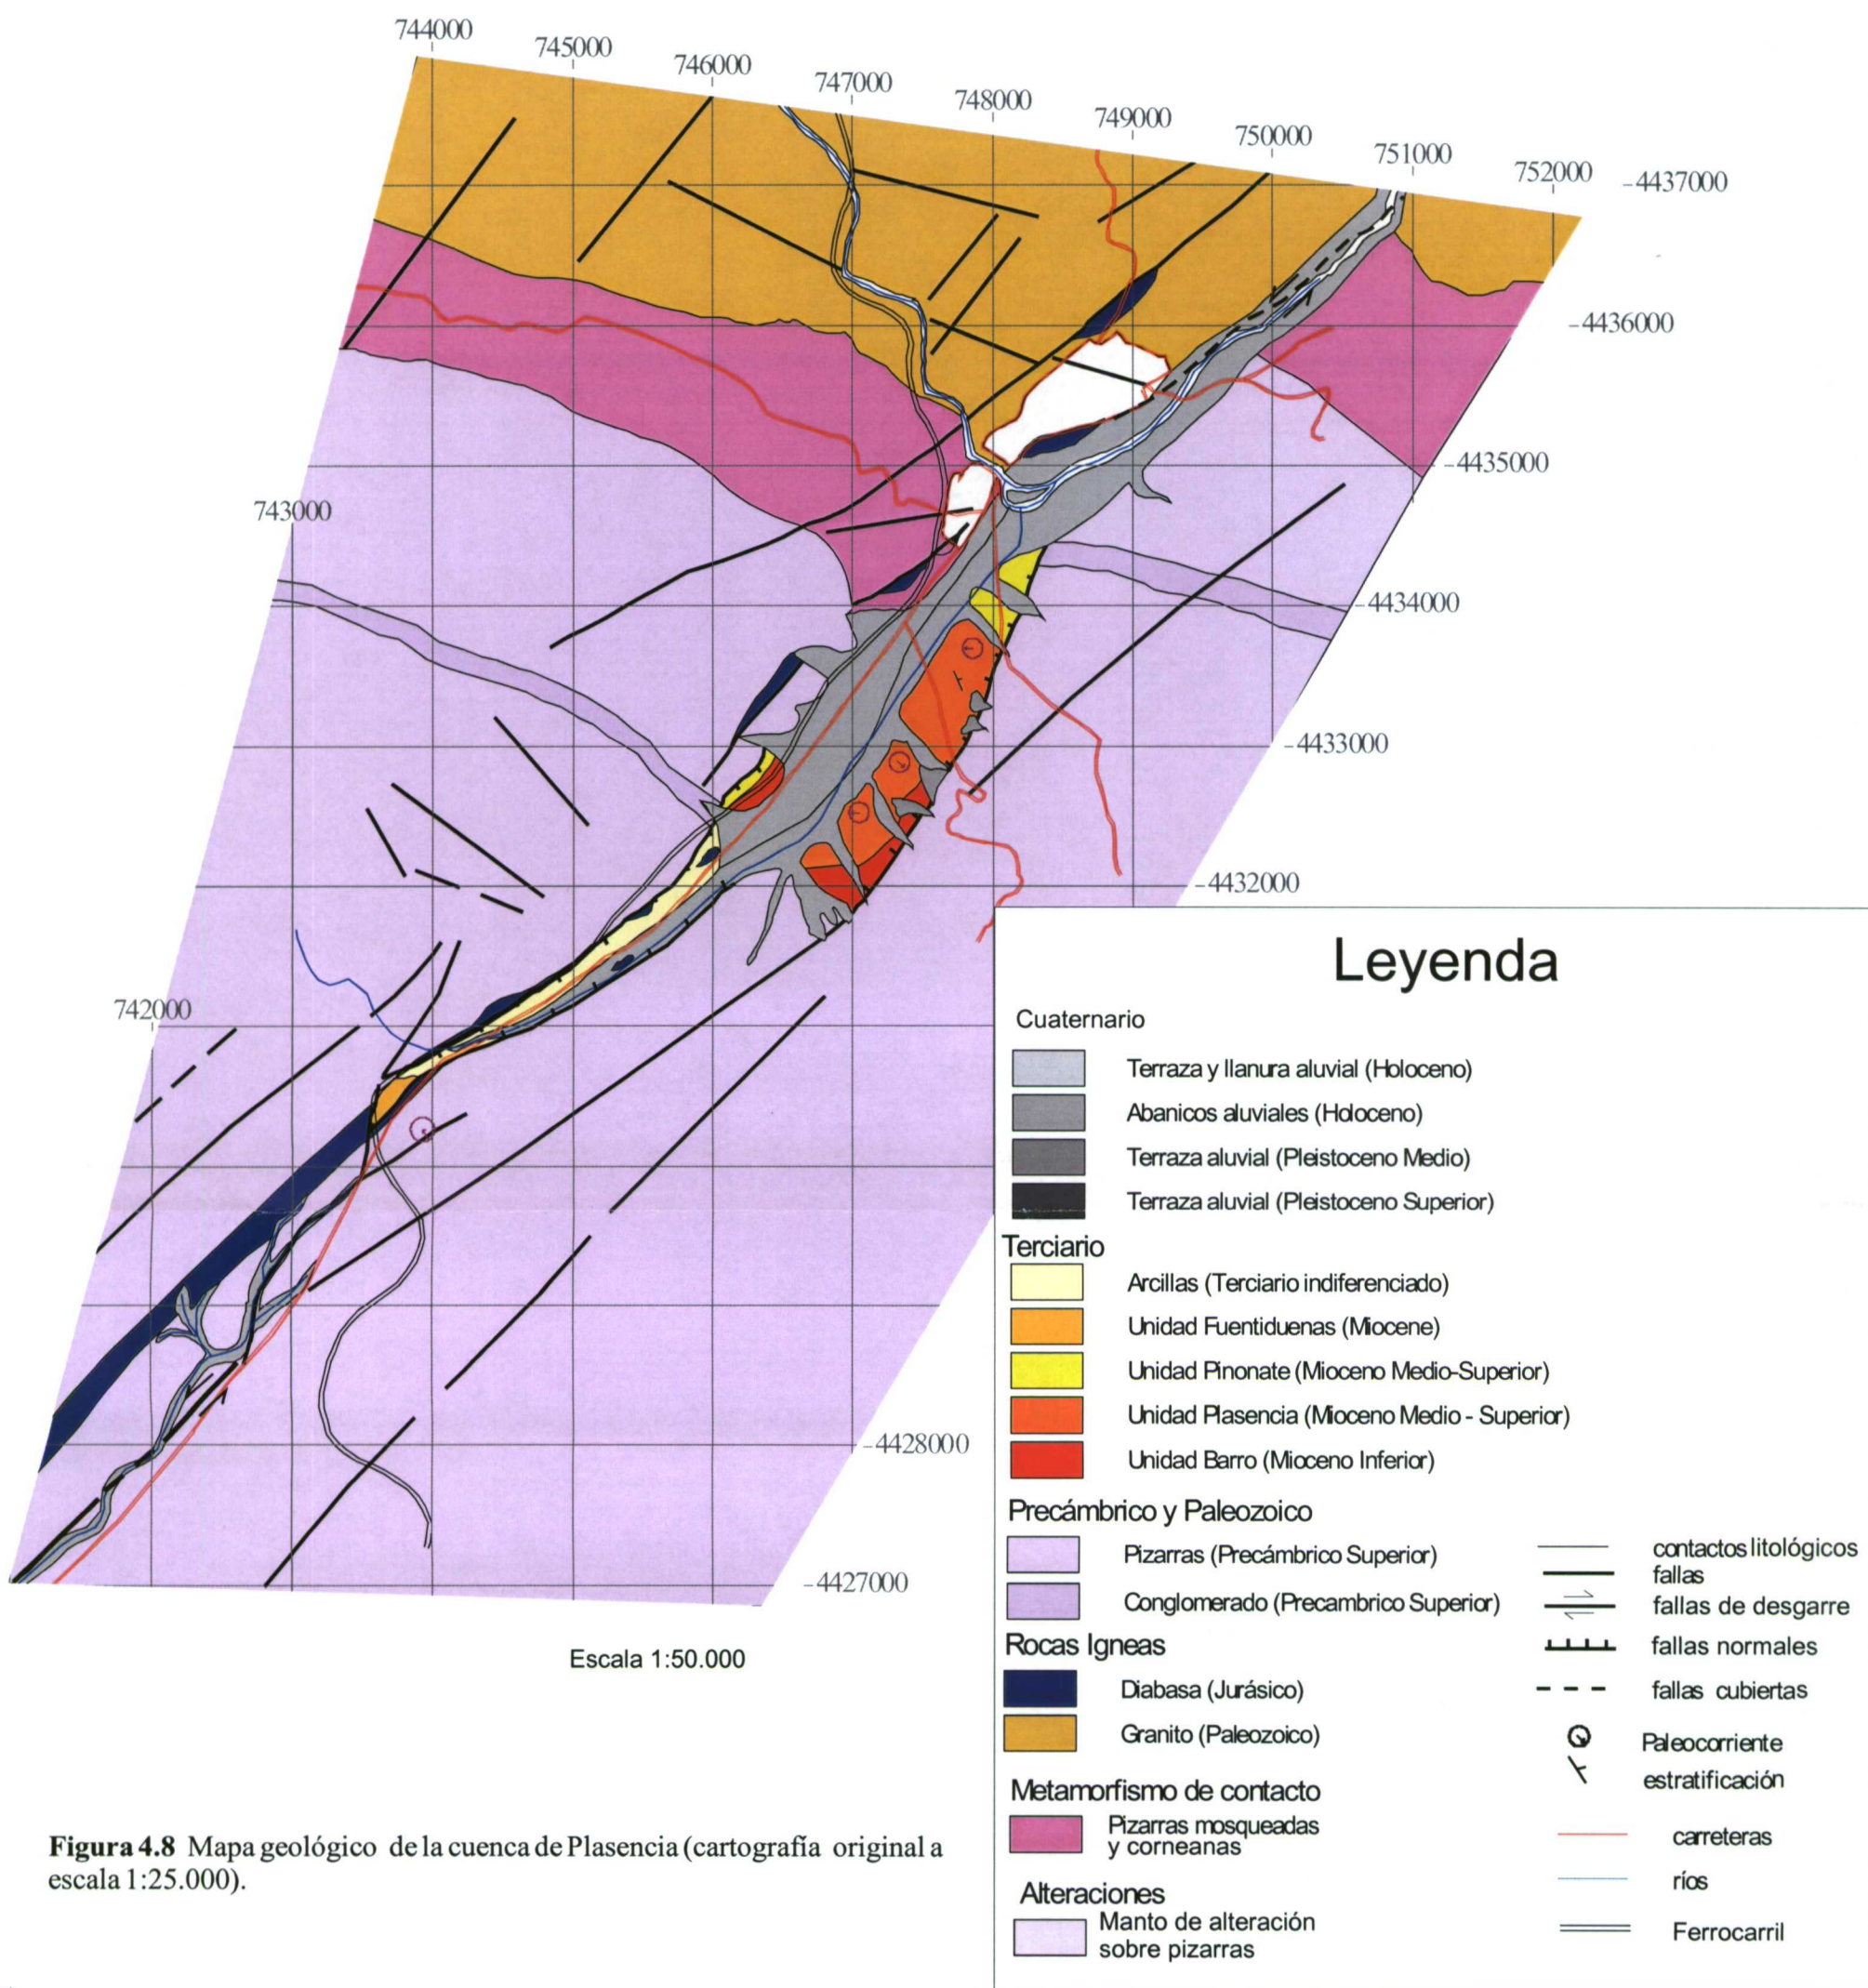 744000
745000
746000
747000
748000
749000
750000
751000
752000
4437000
4436000
4435000
743000
4434000
4433000
4432000
742000
4428000
4427000
Leyenda
Cuaternario
Terraza y llanura aluvial (Holoceno)
Abanicos aluviales (Holoceno)
Terraza aluvial (Pleistoceno Medio)
Terraza aluvial (Pleistoceno Superior)
Terciario
Arcillas (Terciario indiferenciado)
Unidad Fuentiduenas (Miocene)
Unidad Pinonate (Mioceno Medio-Superior)
Unidad Plasencia (Mioceno Medio - Superior)
Unidad Barro (Mioceno Inferior)
Precámbrico y Paleozoico
Pizarras (Precámbrico Superior)
Conglomerado (Precambrico Superior)
Rocas Igneas
Diabasa (Jurásico)
Granito (Paleozoico)
Metamorfismo de contacto
Pizarras mosqueadas
y corneanas
Alteraciones
Manto de alteración
sobre pizarras
contactos litológicos
fallas
fallas de desgarre
fallas normales
fallas cubiertas
Paleocorriente
estratificación
carreteras
ríos
Ferrocarril
Escala 1:50.000
Figura 4.8 Mapa geológico de la cuenca de Plasencia (cartografía original a
escala 1:25.000).